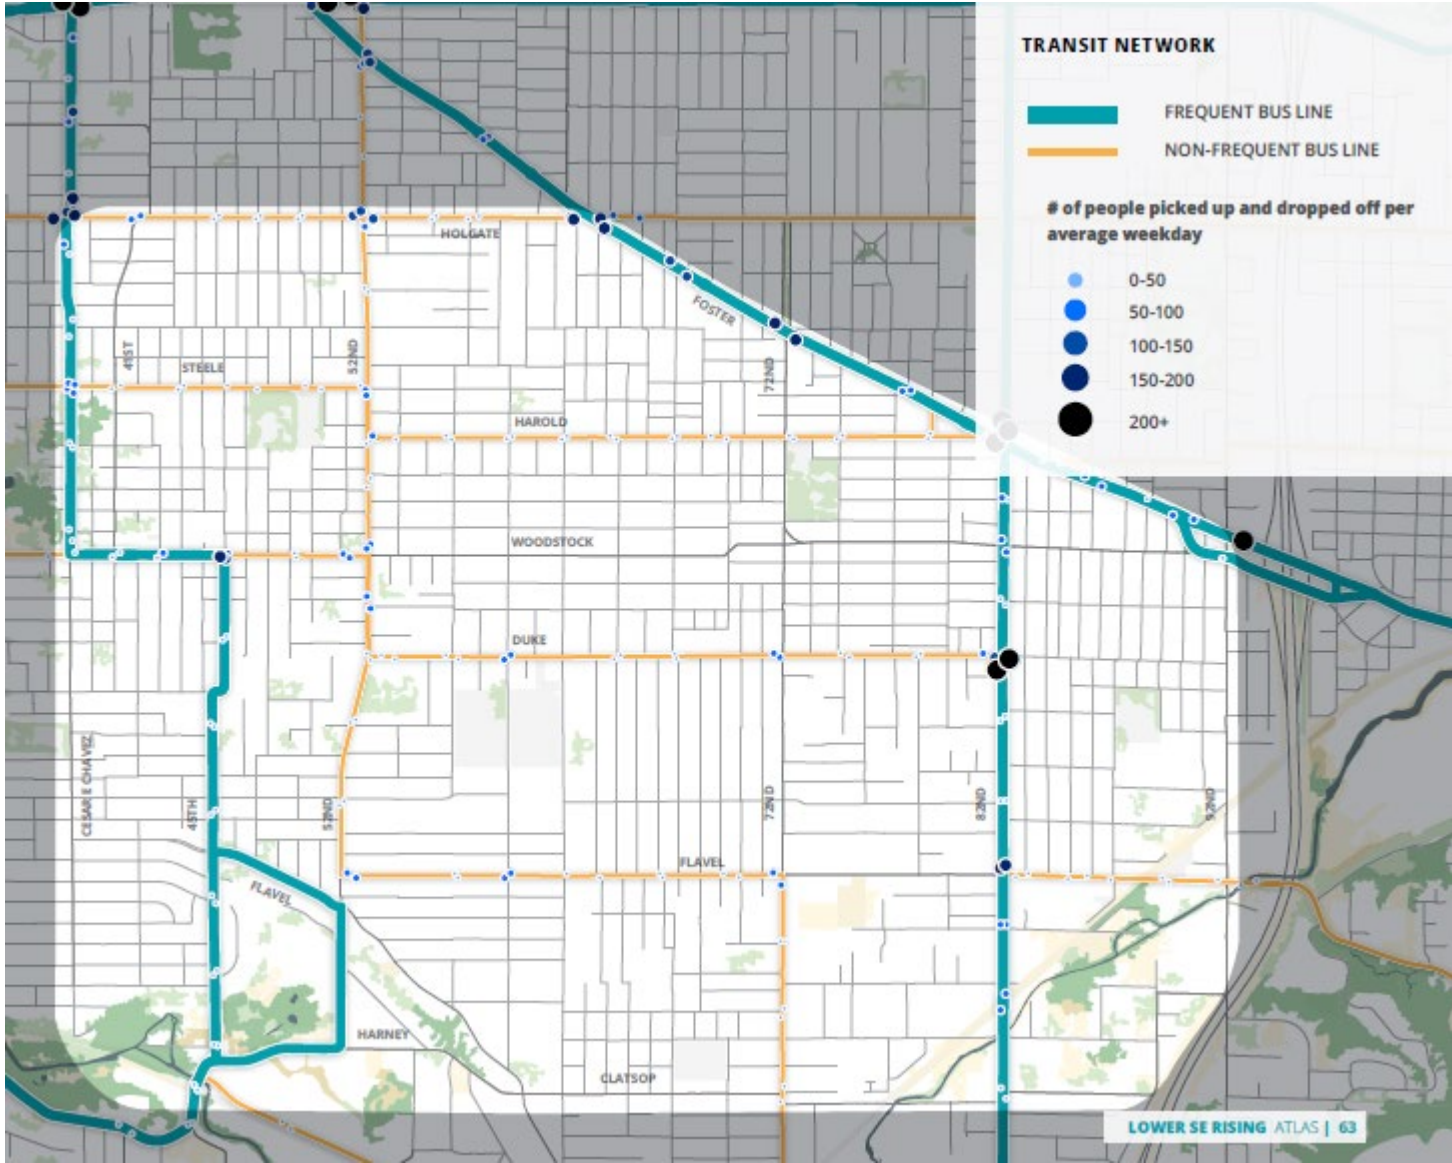 TRANSIT NETWORK
FREQUENT BUS LINE
NON-FREQUENT BUS LINE
# of people picked up and dropped off per
average weekday
0-50
50-100
100-150
150-200
200+
HOLGATE
FOSTER
41ST
STEELE
52ND
72ND
HAROLD
WOODSTOCK
DUKE
CESAR E CHAVEZ
45TH
52ND
72ND
82ND
92ND
FLAVEL
FLAVEL
HARNEY
CLATSOP
LOWER SE RISING ATLAS | 63